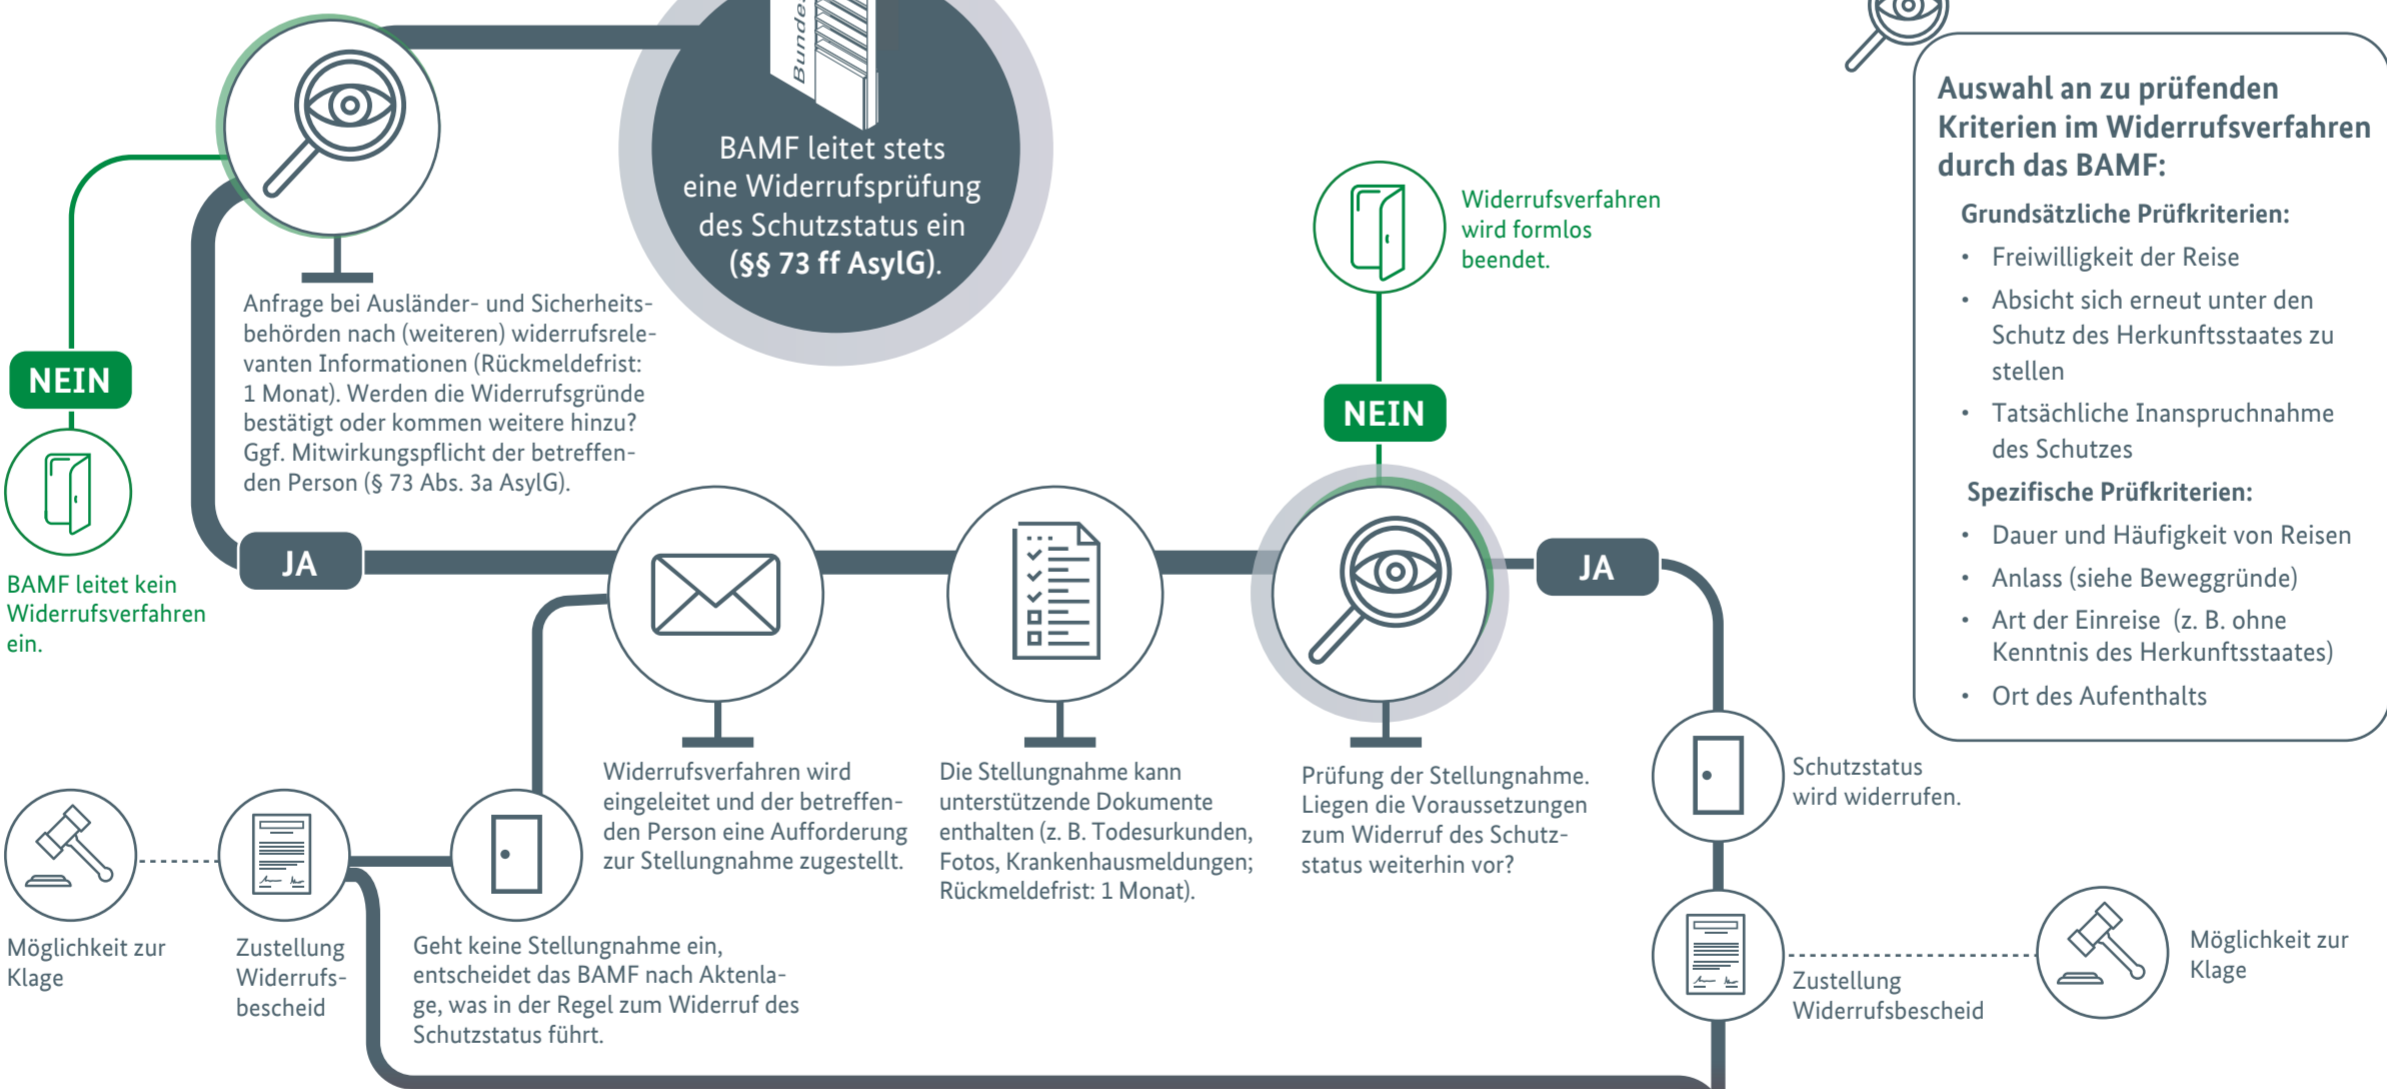 Bundes
BAMF leitet stets
eine Widerrufsprüfung
des Schutzstatus ein
(§§ 73 ff AsylG).
Anfrage bei Ausländer- und Sicherheits-
behörden nach (weiteren) widerrufsrele-
vanten Informationen (Rückmeldefrist:
1 Monat). Werden die Widerrufsgründe
bestätigt oder kommen weitere hinzu?
Ggf. Mitwirkungspflicht der betreffen-
den Person (§ 73 Abs. 3a AsylG).
NEIN
BAMF leitet kein
Widerrufsverfahren
ein.
JA
Widerrufsverfahren wird
eingeleitet und der betreffen-
den Person eine Aufforderung
zur Stellungnahme zugestellt.
Die Stellungnahme kann
unterstützende Dokumente
enthalten (z. B. Todesurkunden,
Fotos, Krankenhausmeldungen;
Rückmeldefrist: 1 Monat).
Prüfung der Stellungnahme.
Liegen die Voraussetzungen
zum Widerruf des Schutz-
status weiterhin vor?
NEIN
Widerrufsverfahren
wird formlos
beendet.
JA
Schutzstatus
wird widerrufen.
Zustellung
Widerrufsbescheid
Möglichkeit zur
Klage
Geht keine Stellungnahme ein,
entscheidet das BAMF nach Aktenla-
ge, was in der Regel zum Widerruf des
Schutzstatus führt.
Zustellung
Widerrufs-
bescheid
Möglichkeit zur
Klage
Auswahl an zu prüfenden
Kriterien im Widerrufsverfahren
durch das BAMF:
Grundsätzliche Prüfkriterien:
• Freiwilligkeit der Reise
• Absicht sich erneut unter den
Schutz des Herkunftsstaates zu
stellen
• Tatsächliche Inanspruchnahme
des Schutzes
Spezifische Prüfkriterien:
• Dauer und Häufigkeit von Reisen
• Anlass (siehe Beweggründe)
• Art der Einreise (z. B. ohne
Kenntnis des Herkunftsstaates)
• Ort des Aufenthalts